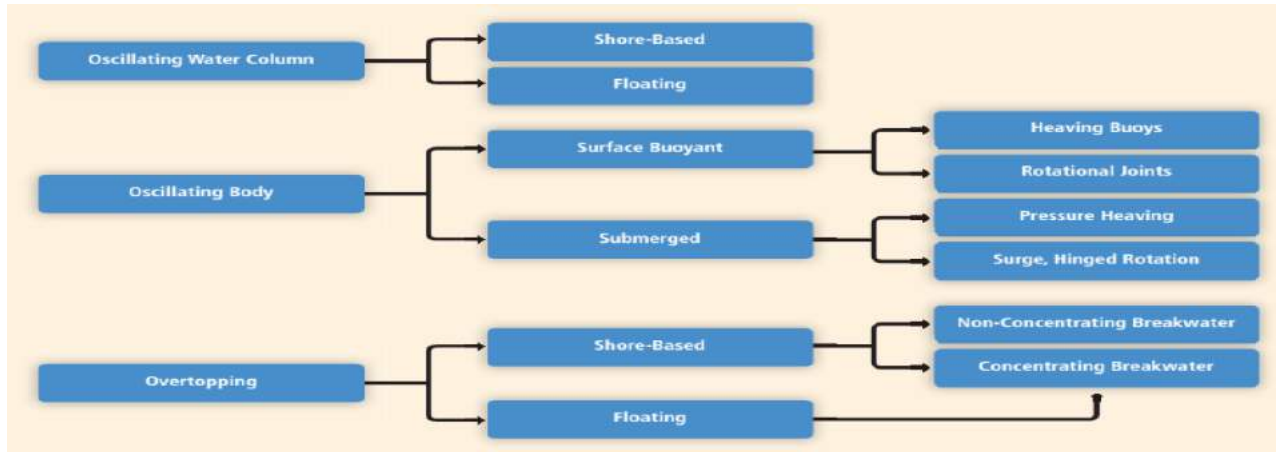 Oscillating Water Column
Shore-Based
Floating
Oscillating Body
Surface Buoyant
Heaving Buoys
Rotational Joints
Submerged
Pressure Heaving
Surge, Hinged Rotation
Overtopping
Shore-Based
Non-Concentrating Breakwater
Concentrating Breakwater
Floating